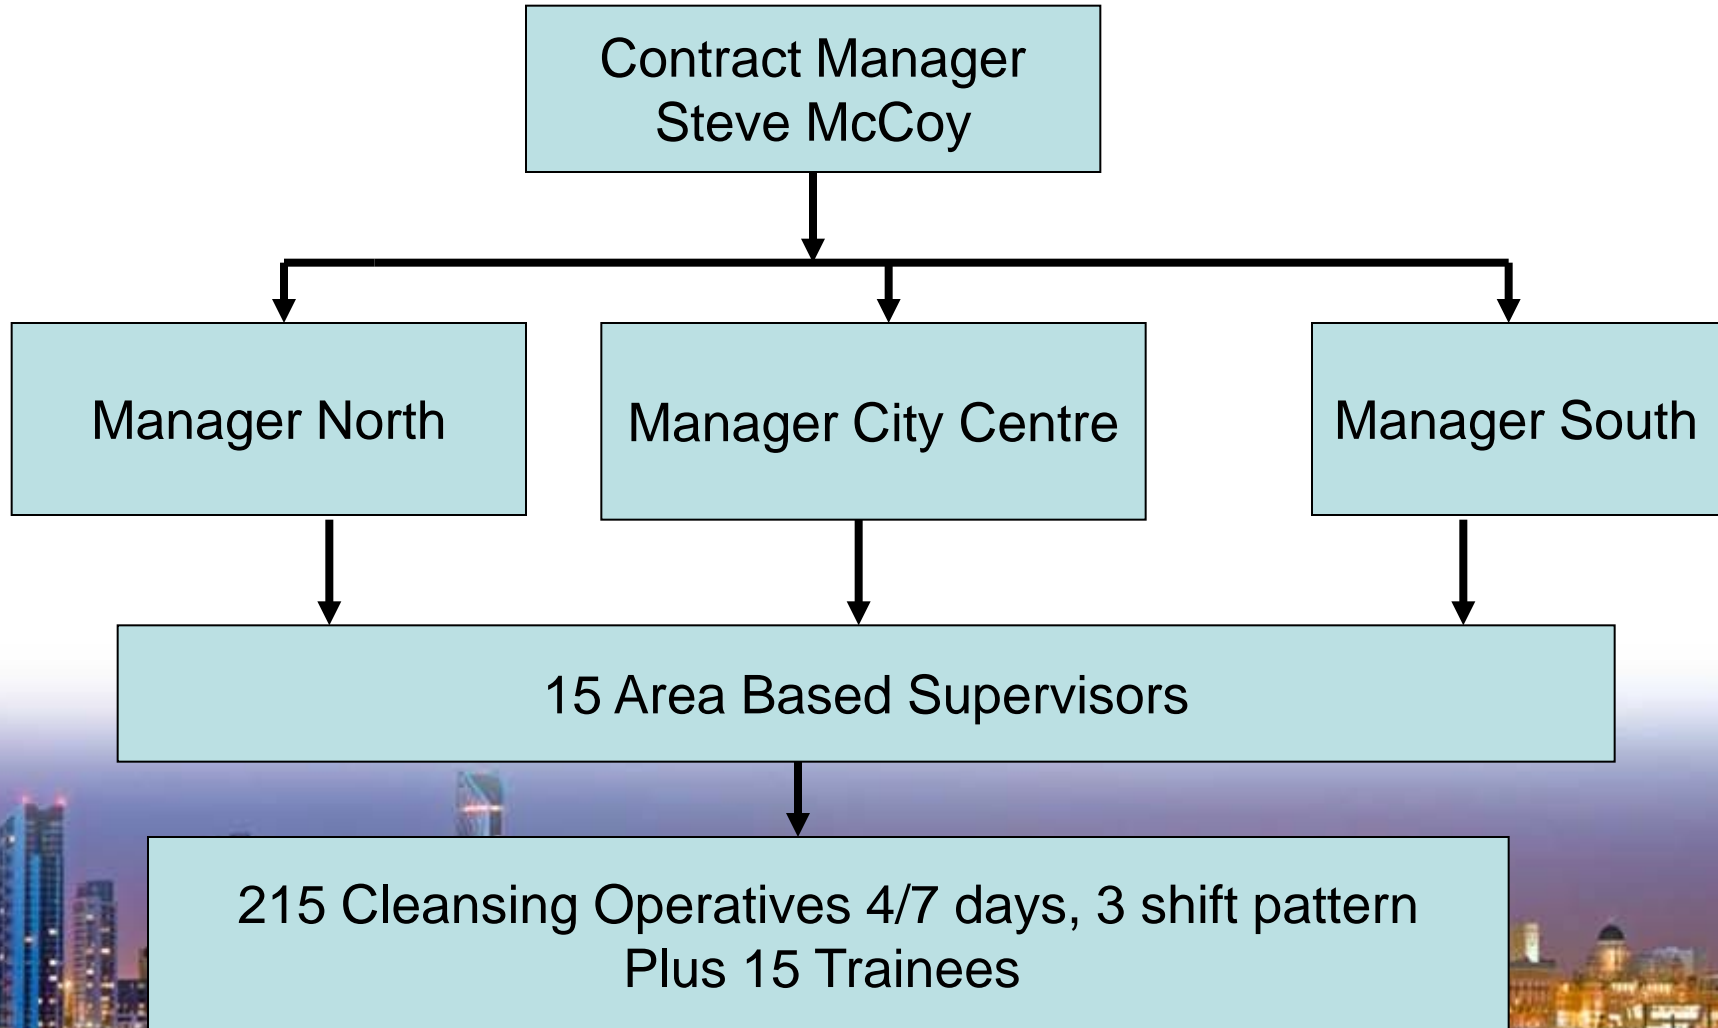 Contract Manager
Steve McCoy
Manager North
Manager City Centre
Manager South
15 Area Based Supervisors
215 Cleansing Operatives 4/7 days, 3 shift pattern
Plus 15 Trainees